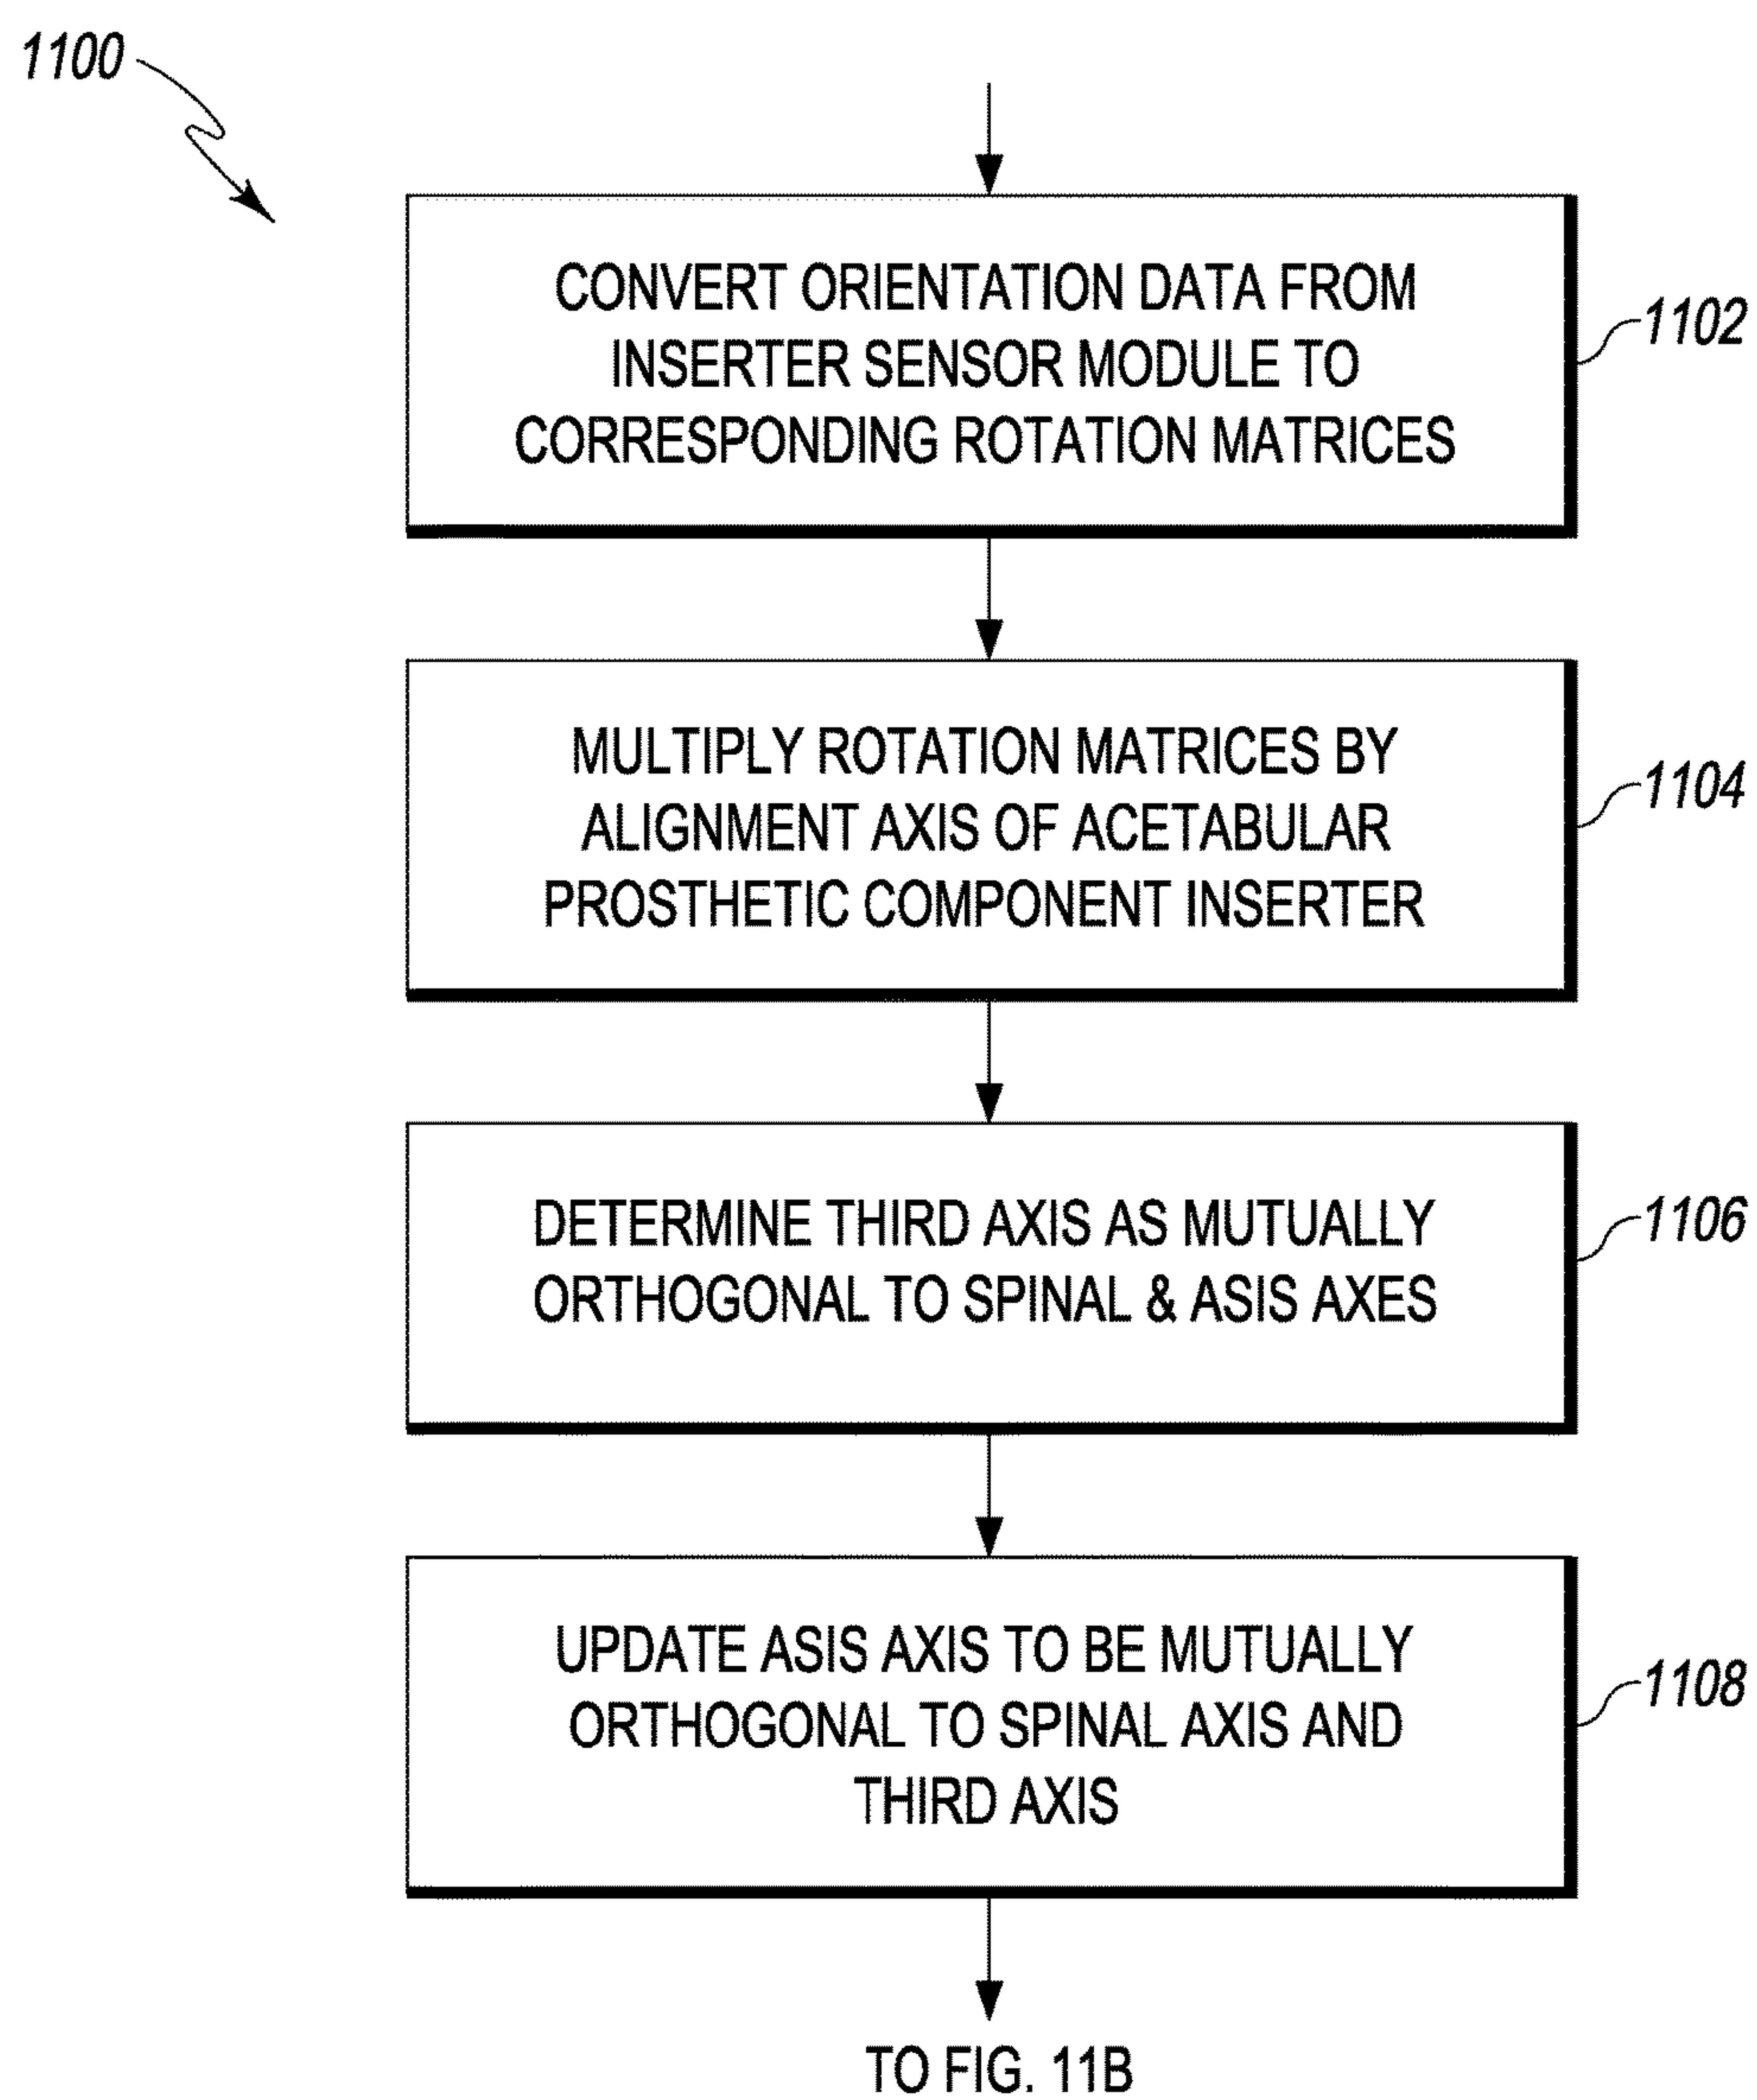 1100
CONVERT ORIENTATION DATA FROM
INSERTER SENSOR MODULE TO
CORRESPONDING ROTATION MATRICES
1102
MULTIPLY ROTATION MATRICES BY
ALIGNMENT AXIS OF ACETABULAR
PROSTHETIC COMPONENT INSERTER
1104
DETERMINE THIRD AXIS AS MUTUALLY
ORTHOGONAL TO SPINAL & ASIS AXES
1106
UPDATE ASIS AXIS TO BE MUTUALLY
ORTHOGONAL TO SPINAL AXIS AND
THIRD AXIS
1108
TO FIG. 11B